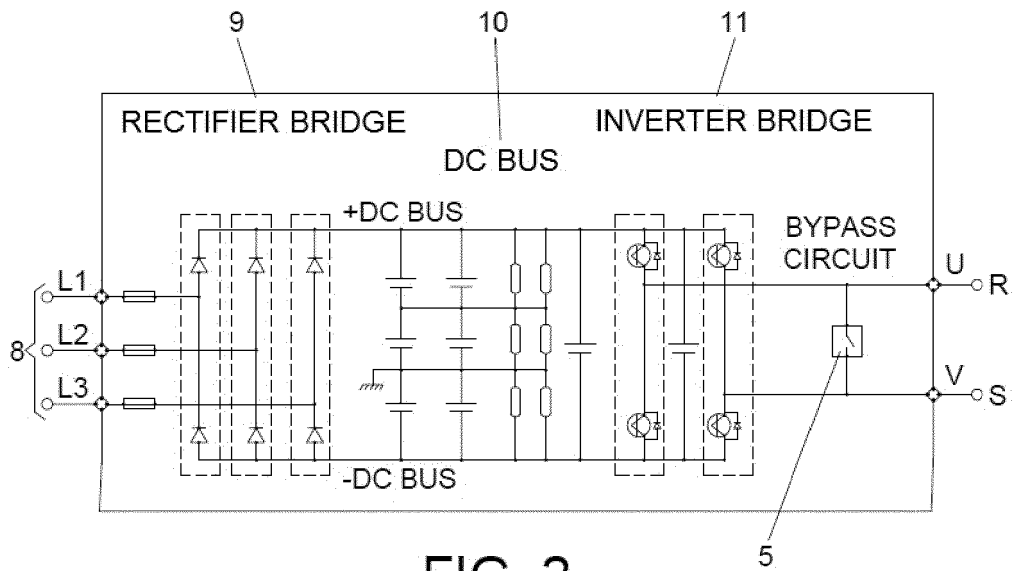 9
10
11
RECTIFIER BRIDGE
INVERTER BRIDGE
DC BUS
+DC BUS
BYPASS
CIRCUIT
U
R
L1
L2
8
L3
V
S
-DC BUS
5